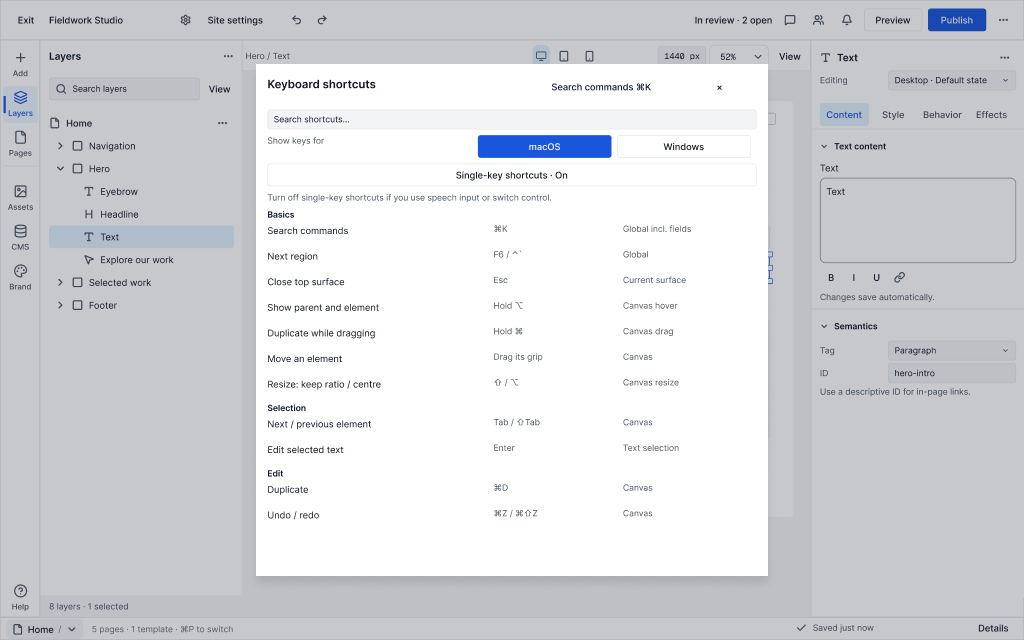 Exit
Fieldwork Studio
Site settings
In review · 2 open
Preview
Publish
Add
Layers
Pages
Assets
CMS
Brand
Help
Layers
Search layers
View
Home
Navigation
Hero
Eyebrow
Headline
Text
Explore our work
Selected work
Footer
8 layers · 1 selected
Hero / Text
1440 px
52%
View
Keyboard shortcuts
Search commands ⌘K
×
Search shortcuts...
Show keys for
macOS
Windows
Single-key shortcuts · On
Turn off single-key shortcuts if you use speech input or switch control.
Basics
Search commands ⌘K Global incl. fields
Next region F6 / ⌃` Global
Close top surface Esc Current surface
Show parent and element Hold ⌥ Canvas hover
Duplicate while dragging Hold ⌘ Canvas drag
Move an element Drag its grip Canvas
Resize: keep ratio / centre ⇧ / ⌥ Canvas resize
Selection
Next / previous element Tab / ⇧Tab Canvas
Edit selected text Enter Text selection
Edit
Duplicate ⌘D Canvas
Undo / redo ⌘Z / ⌘⇧Z Canvas
Text
Editing
Desktop · Default state
Content
Style
Behavior
Effects
Text content
Text
Text
B I U
Changes save automatically.
Semantics
Tag Paragraph
ID hero-intro
Use a descriptive ID for in-page links.
Home /
5 pages · 1 template · ⌘P to switch
Saved just now
Details